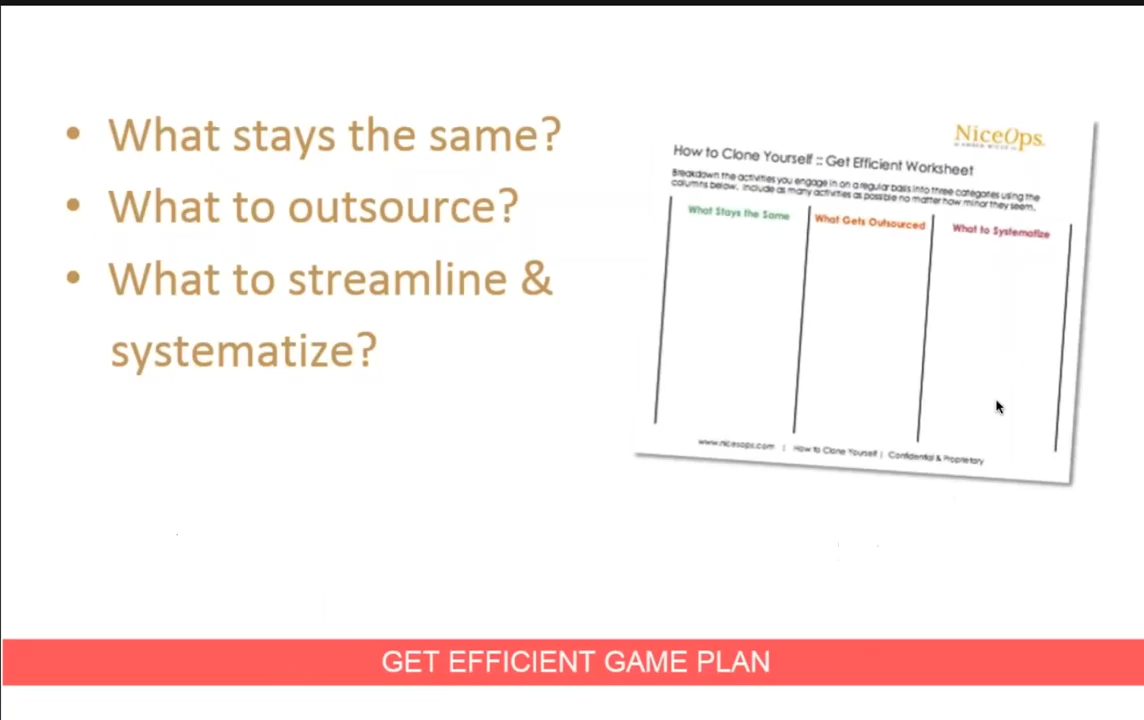 • What stays the same?
• What to outsource?
• What to streamline &
systematize?
NiceOps.
How to Clone Yourself :: Get Efficient Worksheet
Breakdown the activities you engage in on a regular basis into three categories using the
columns below. Include as many activities as possible no matter how minor they seem.
What Stays the Same
What Gets Outsourced
What to Systematize
www.niceops.com | How to Clone Yourself | Confidential & Proprietary
GET EFFICIENT GAME PLAN